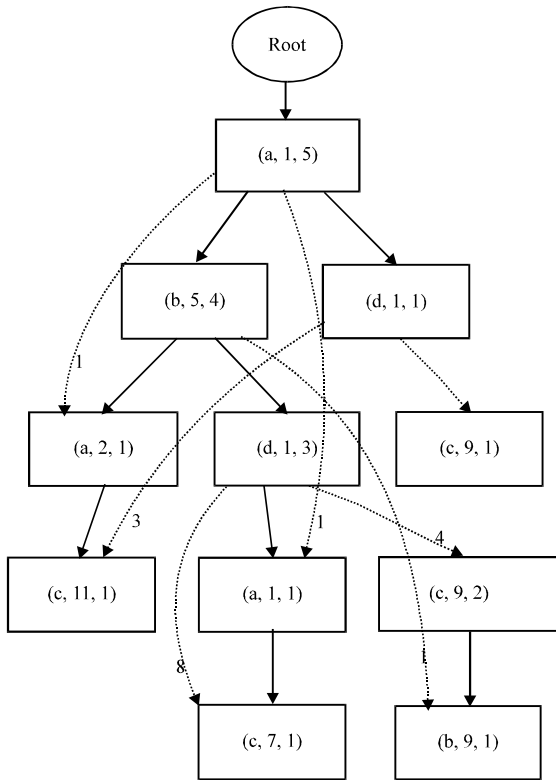 Root
(a, 1, 5)
(b, 5, 4)
(d, 1, 1)
1
(a, 2, 1)
(d, 1, 3)
(c, 9, 1)
3
1
4
(c, 11, 1)
(a, 1, 1)
(c, 9, 2)
8
1
(c, 7, 1)
(b, 9, 1)